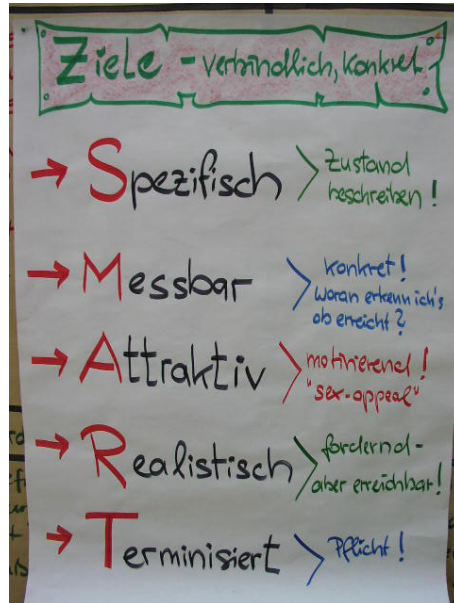 Ziele - verbindlich, konkret
→ Spezifisch > Zustand
beschreiben!
→ Messbar > konkret!
woran erkenn ich's
ob erreicht?
→ Attraktiv > motivierend!
"sex-appeal"
→ Realistisch > fordernd-
aber erreichbar!
→ Terminisiert > Pflicht!